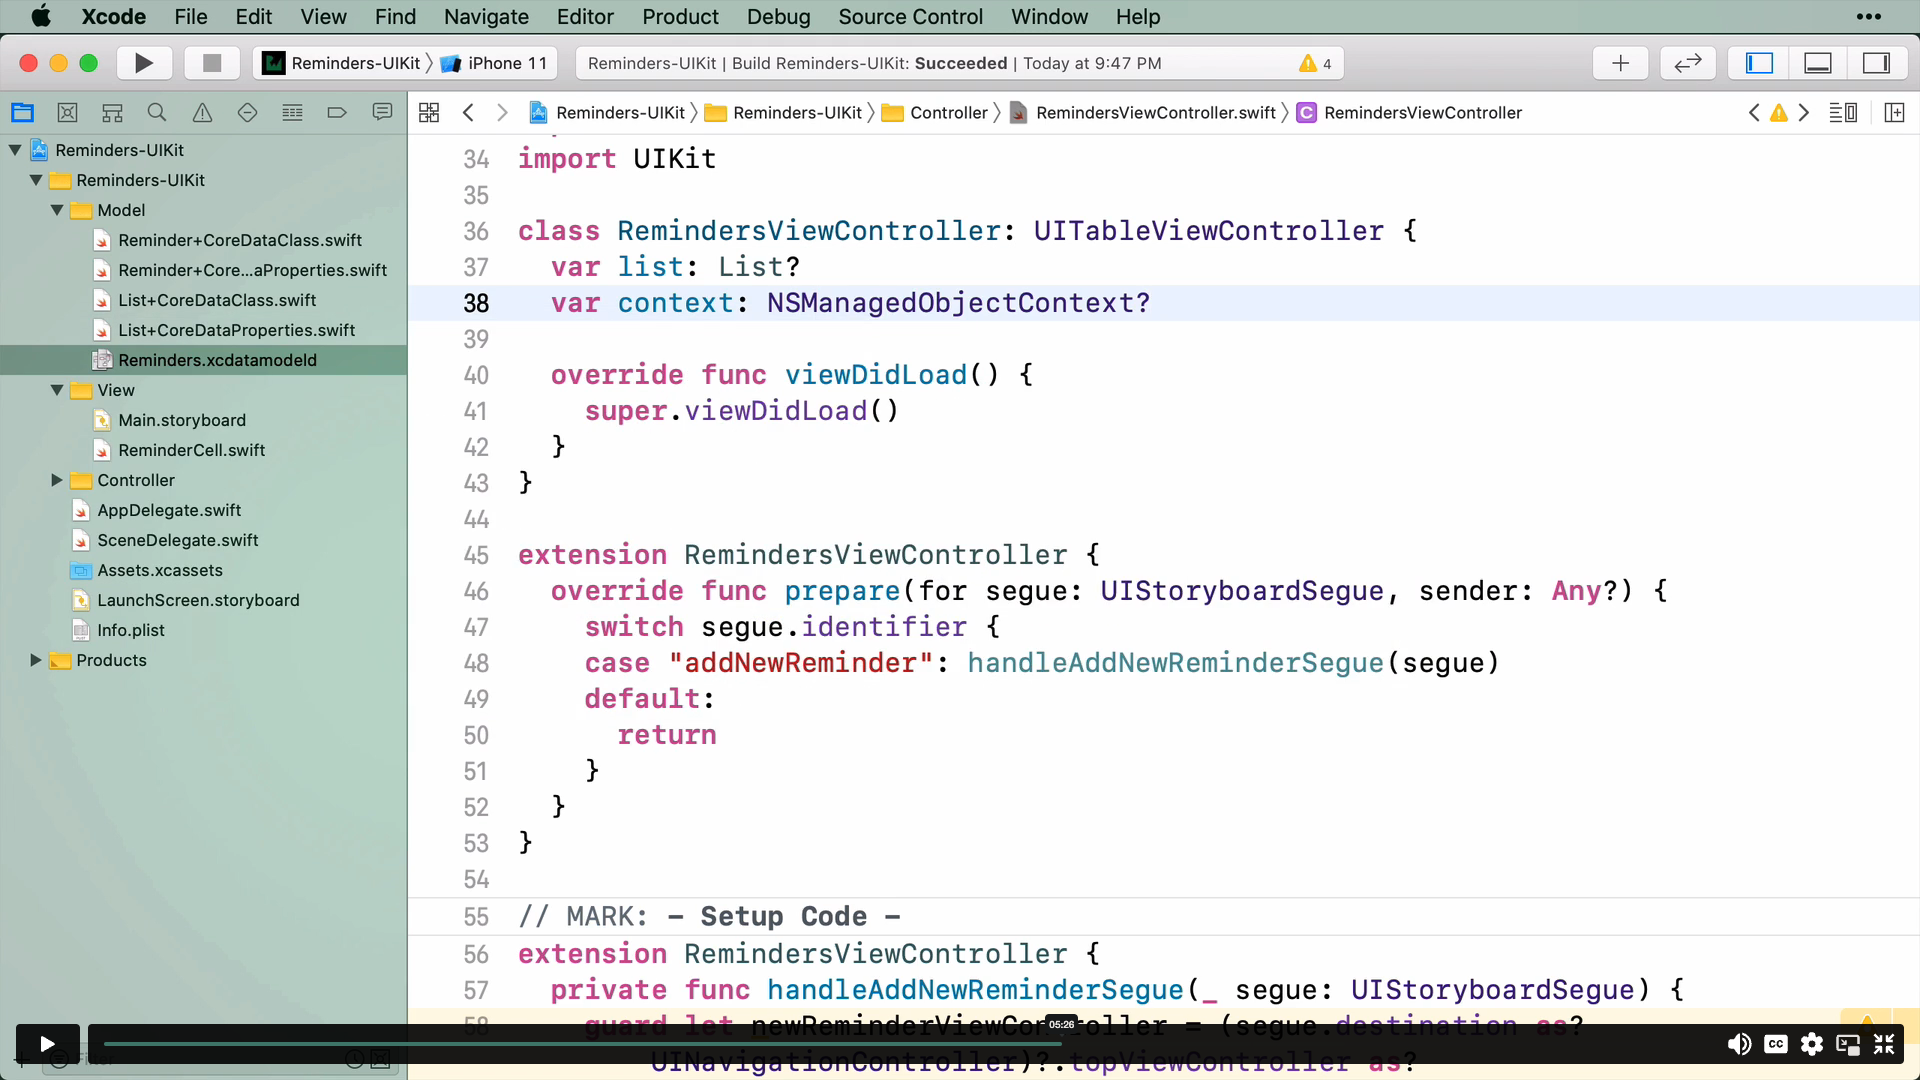 Xcode File Edit View Find Navigate Editor Product Debug Source Control Window Help
Reminders-UIKit iPhone 11 Reminders-UIKit | Build Reminders-UIKit: Succeeded | Today at 9:47 PM 4
Reminders-UIKit Reminders-UIKit Controller RemindersViewController.swift C RemindersViewController
Reminders-UIKit
Reminders-UIKit
Model
Reminder+CoreDataClass.swift
Reminder+Core...aProperties.swift
List+CoreDataClass.swift
List+CoreDataProperties.swift
Reminders.xcdatamodeld
View
Main.storyboard
ReminderCell.swift
Controller
AppDelegate.swift
SceneDelegate.swift
Assets.xcassets
LaunchScreen.storyboard
Info.plist
Products
Filter
34 import UIKit
35
36 class RemindersViewController: UITableViewController {
37 var list: List?
38 var context: NSManagedObjectContext?
39
40 override func viewDidLoad() {
41 super.viewDidLoad()
42 }
43 }
44
45 extension RemindersViewController {
46 override func prepare(for segue: UIStoryboardSegue, sender: Any?) {
47 switch segue.identifier {
48 case "addNewReminder": handleAddNewReminderSegue(segue)
49 default:
50 return
51 }
52 }
53 }
54
55 // MARK: - Setup Code -
56 extension RemindersViewController {
57 private func handleAddNewReminderSegue(_ segue: UIStoryboardSegue) {
58 guard let newReminderViewController = (segue.destination as?
UINavigationController)?.topViewController as?
05:26
CC